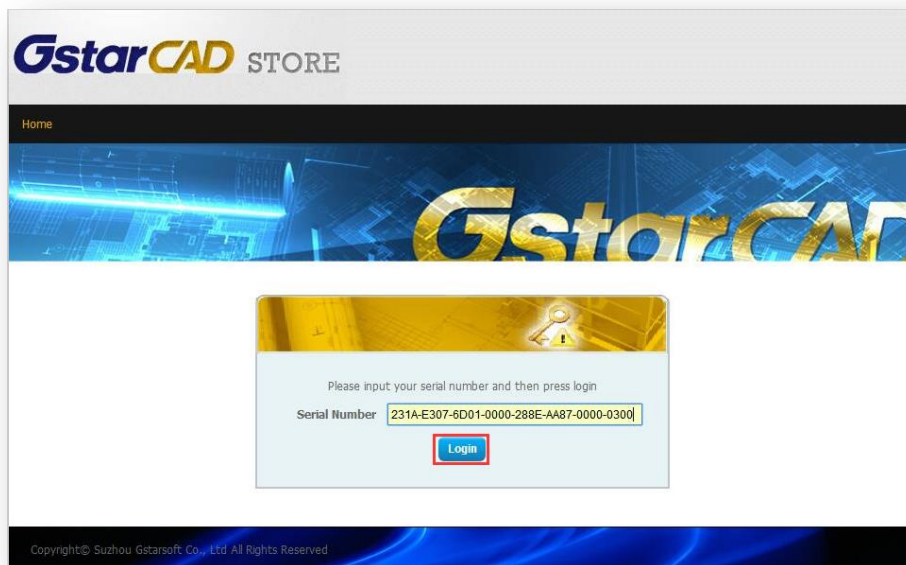 GstarCAD STORE
Home
GstarCAD
Please input your serial number and then press login
Serial Number 231A-E307-6D01-0000-288E-AA87-0000-0300
Login
Copyright© Suzhou Gstarsoft Co., Ltd All Rights Reserved